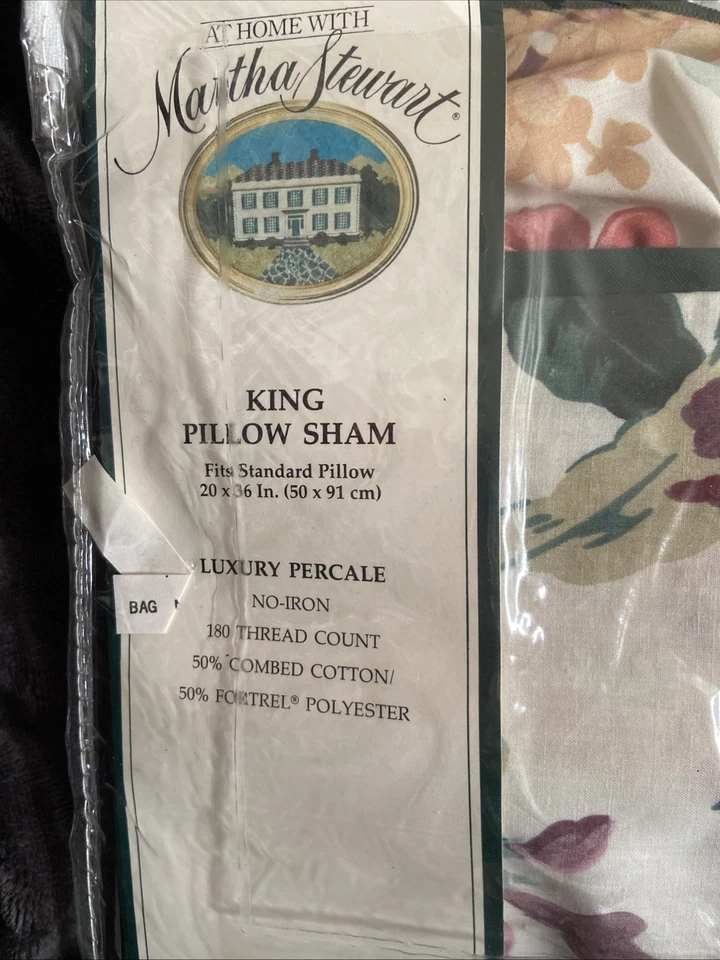 AT HOME WITH
Martha Stewart®
KING
PILLOW SHAM
Fits Standard Pillow
20 x 36 In. (50 x 91 cm)
LUXURY PERCALE
NO-IRON
180 THREAD COUNT
50% COMBED COTTON/
50% FORTREL® POLYESTER
BAG